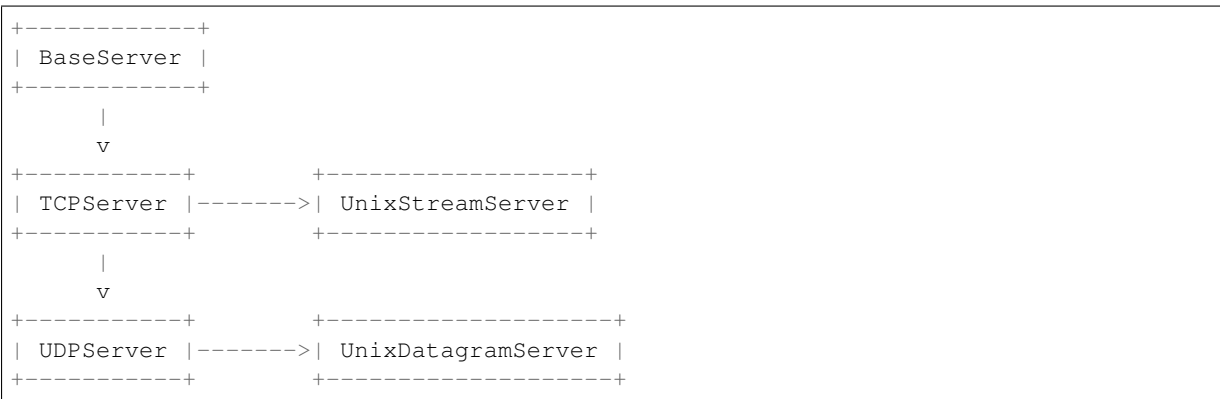 +------------+
| BaseServer |
+------------+
      |
      v
+-----------+        +------------------+
| TCPServer |------->| UnixStreamServer |
+-----------+        +------------------+
      |
      v
+-----------+        +--------------------+
| UDPServer |------->| UnixDatagramServer |
+-----------+        +--------------------+